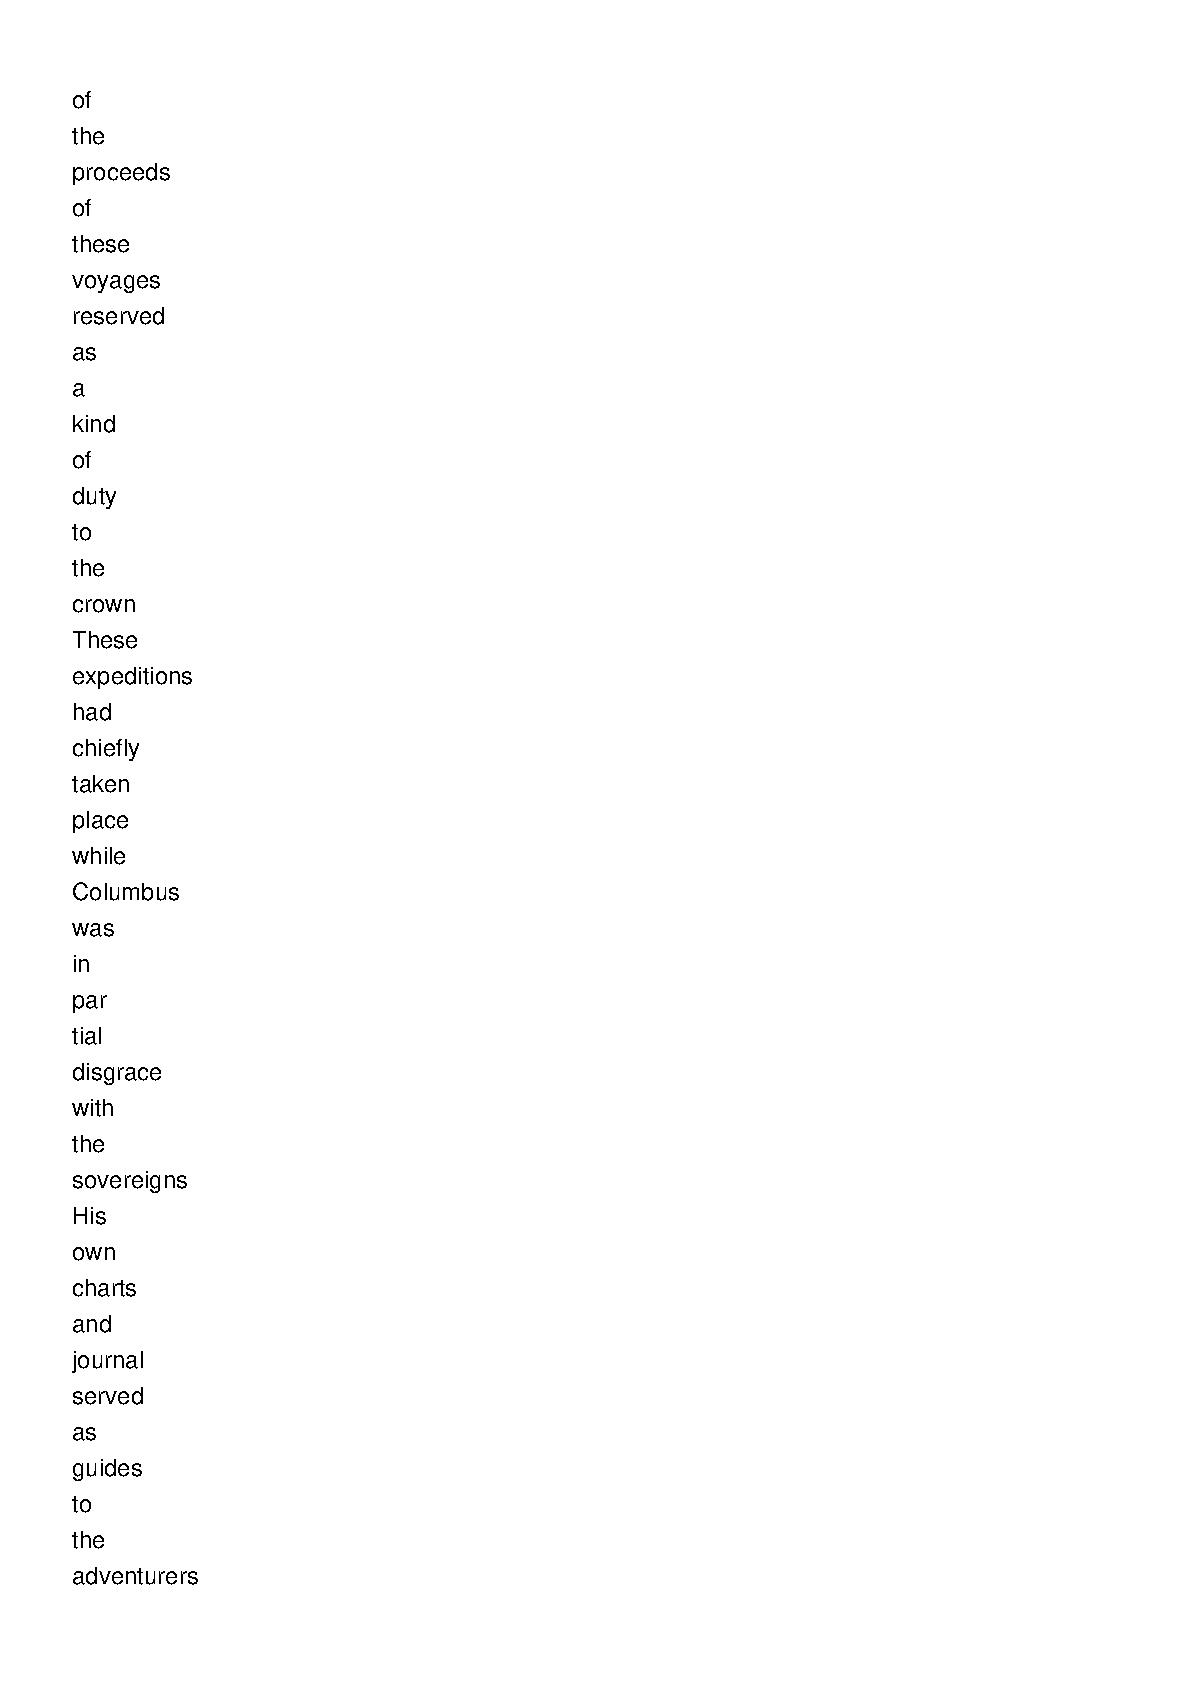 of
the
proceeds
of
these
voyages
reserved
as
a
kind
of
duty
to
the
crown
These
expeditions
had
chiefly
taken
place
while
Columbus
was
in
par
tial
disgrace
with
the
sovereigns
His
own
charts
and
journal
served
as
guides
to
the
adventurers